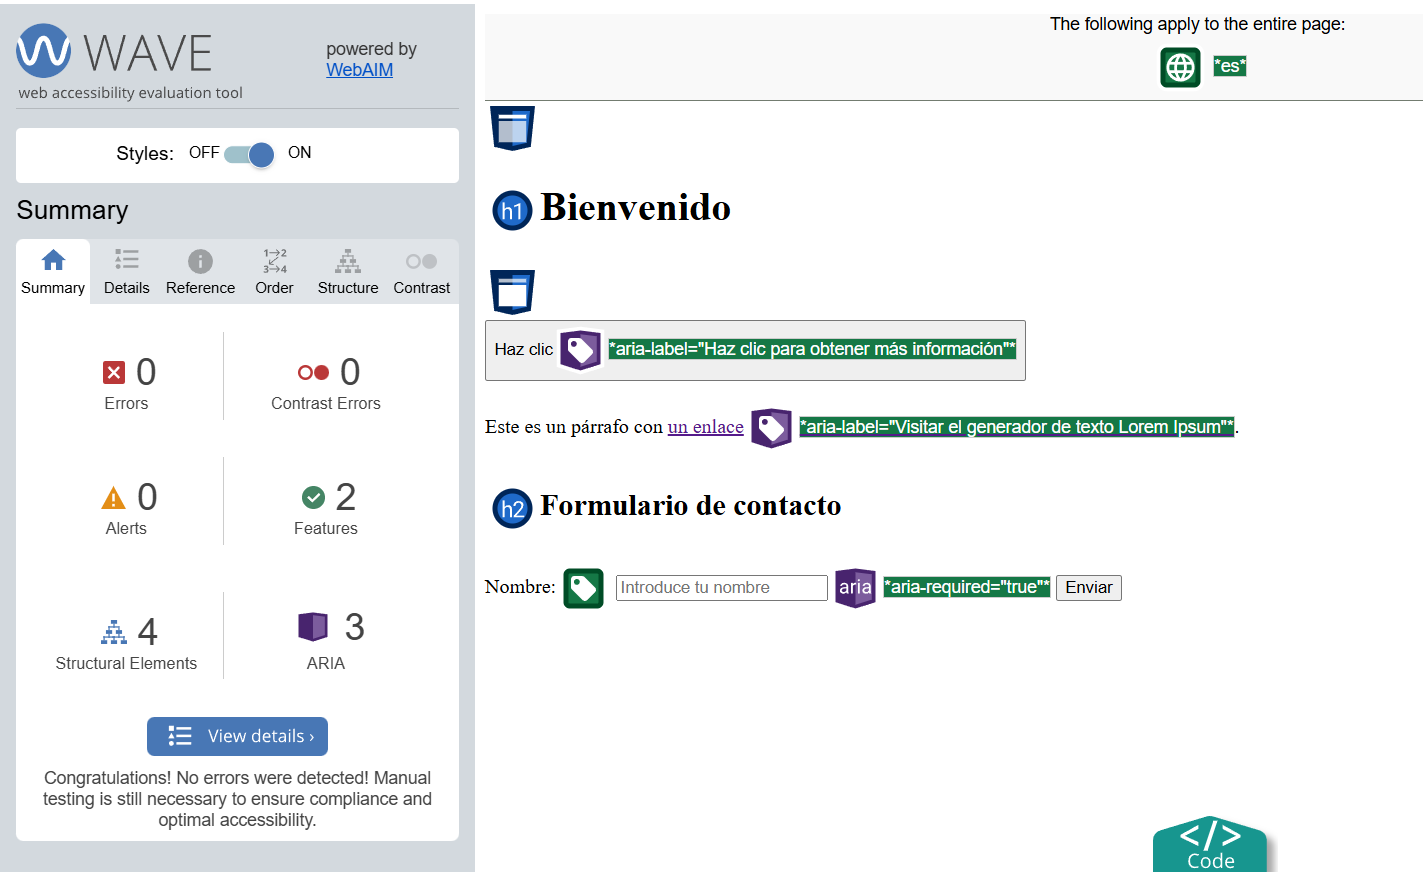 WAVE
web accessibility evaluation tool
powered by
WebAIM
Styles: OFF ON
Summary
Summary Details Reference Order Structure Contrast
0
Errors
0
Contrast Errors
0
Alerts
2
Features
4
Structural Elements
3
ARIA
View details ›
Congratulations! No errors were detected! Manual
testing is still necessary to ensure compliance and
optimal accessibility.
The following apply to the entire page:
*es*
h1 Bienvenido
Haz clic *aria-label="Haz clic para obtener más información"*
Este es un párrafo con un enlace *aria-label="Visitar el generador de texto Lorem Ipsum"*.
h2 Formulario de contacto
Nombre: Introduce tu nombre aria *aria-required="true"* Enviar
</> Code